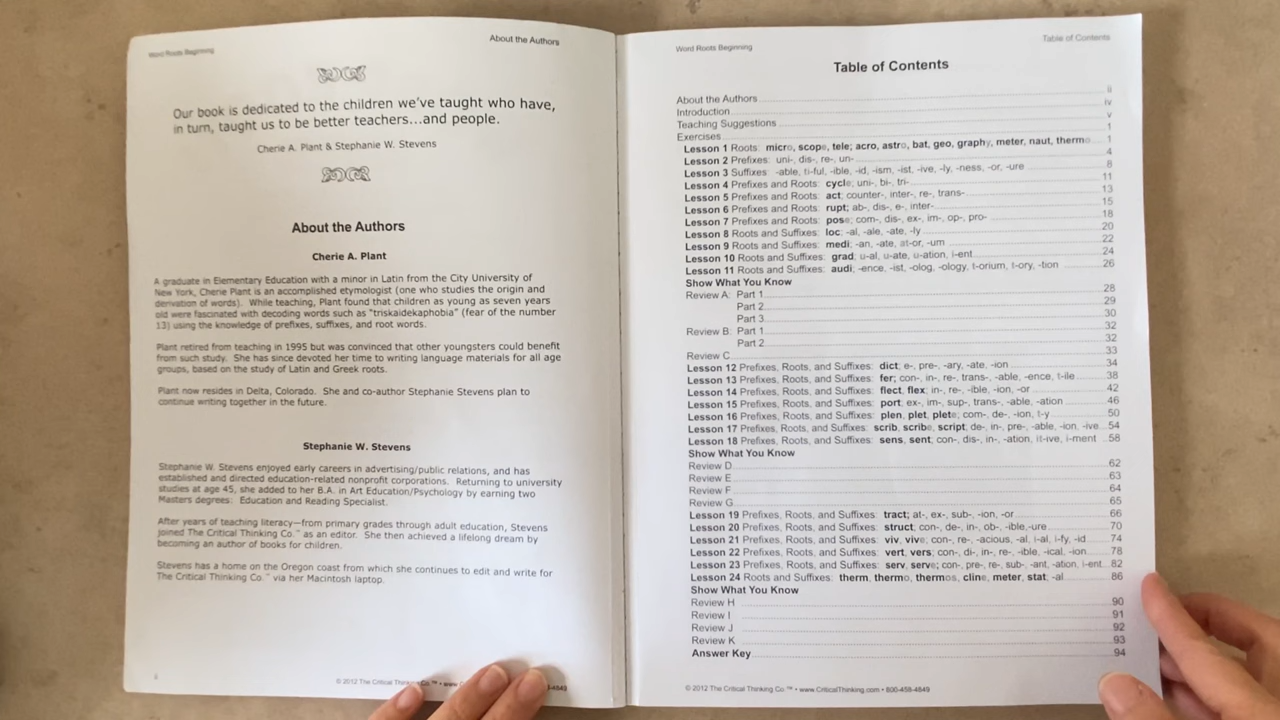 Word Roots Beginning
About the Authors
Our book is dedicated to the children we've taught who have,
in turn, taught us to be better teachers...and people.
Cherie A. Plant & Stephanie W. Stevens
About the Authors
Cherie A. Plant
A graduate in Elementary Education with a minor in Latin from the City University of
New York, Cherie Plant is an accomplished etymologist (one who studies the origin and
derivation of words). While teaching, Plant found that children as young as seven years
old were fascinated with decoding words such as "triskaidekaphobia" (fear of the number
13) using the knowledge of prefixes, suffixes, and root words.
Plant retired from teaching in 1995 but was convinced that other youngsters could benefit
from such study. She has since devoted her time to writing language materials for all age
groups, based on the study of Latin and Greek roots.
Plant now resides in Delta, Colorado. She and co-author Stephanie Stevens plan to
continue writing together in the future.
Stephanie W. Stevens
Stephanie W. Stevens enjoyed early careers in advertising/public relations, and has
established and directed education-related nonprofit corporations. Returning to university
studies at age 45, she added to her B.A. in Art Education/Psychology by earning two
Masters degrees: Education and Reading Specialist.
After years of teaching literacy—from primary grades through adult education, Stevens
joined The Critical Thinking Co.™ as an editor. She then achieved a lifelong dream by
becoming an author of books for children.
Stevens has a home on the Oregon coast from which she continues to edit and write for
The Critical Thinking Co.™ via her Macintosh laptop.
ii
© 2012 The Critical Thinking Co.™ • www.
-4849
Word Roots Beginning
Table of Contents
Table of Contents
About the Authors ii
Introduction iv
Teaching Suggestions v
Exercises 1
Lesson 1 Roots: micro, scope, tele; acro, astro, bat, geo, graphy, meter, naut, thermo 1
Lesson 2 Prefixes: uni-, dis-, re-, un- 4
Lesson 3 Suffixes -able, ti-ful, -ible, -id, -ism, -ist, -ive, -ly, -ness, -or, -ure 8
Lesson 4 Prefixes and Roots: cycle; uni-, bi-, tri- 11
Lesson 5 Prefixes and Roots: act; counter-, inter-, re-, trans- 13
Lesson 6 Prefixes and Roots: rupt; ab-, dis-, e-, inter- 15
Lesson 7 Prefixes and Roots: pose; com-, dis-, ex-, im-, op-, pro- 18
Lesson 8 Roots and Suffixes: loc; -al, -ale, -ate, -ly 20
Lesson 9 Roots and Suffixes: medi; -an, -ate, at-or, -um 22
Lesson 10 Roots and Suffixes: grad; u-al, u-ate, u-ation, i-ent 24
Lesson 11 Roots and Suffixes: audi; -ence, -ist, -olog, -ology, t-orium, t-ory, -tion 26
Show What You Know
Review A: Part 1 28
Part 2 29
Part 3 30
Review B: Part 1 32
Part 2 32
Review C 33
Lesson 12 Prefixes, Roots, and Suffixes: dict, e-, pre-, -ary, -ate, -ion 34
Lesson 13 Prefixes, Roots, and Suffixes: fer; con-, in-, re-, trans-, -able, -ence, t-ile 38
Lesson 14 Prefixes, Roots, and Suffixes: flect, flex; in-, re-, -ible, -ion, -or 42
Lesson 15 Prefixes, Roots, and Suffixes: port; ex-, im-, sup-, trans-, -able, -ation 46
Lesson 16 Prefixes, Roots, and Suffixes: plen, plet, plete; com-, de-, -ion, t-y 50
Lesson 17 Prefixes, Roots, and Suffixes: scrib, scribe, script; de-, in-, pre-, -able, -ion, -ive 54
Lesson 18 Prefixes, Roots, and Suffixes: sens, sent; con-, dis-, in-, -ation, it-ive, i-ment 58
Show What You Know
Review D 62
Review E 63
Review F 64
Review G 65
Lesson 19 Prefixes, Roots, and Suffixes: tract; at-, ex-, sub-, -ion, -or 66
Lesson 20 Prefixes, Roots, and Suffixes: struct; con-, de-, in-, ob-, -ible,-ure 70
Lesson 21 Prefixes, Roots, and Suffixes: viv, vive; con-, re-, -acious, -al, i-al, i-fy, -id 74
Lesson 22 Prefixes, Roots, and Suffixes: vert, vers; con-, di-, in-, re-, -ible, -ical, -ion 78
Lesson 23 Prefixes, Roots, and Suffixes: serv, serve; con-, pre-, re-, sub-, -ant, -ation, i-ent 82
Lesson 24 Roots and Suffixes: therm, thermo, thermos, cline, meter, stat; -al 86
Show What You Know
Review H 90
Review I 91
Review J 92
Review K 93
Answer Key 94
© 2012 The Critical Thinking Co.™ • www.CriticalThinking.com • 800-458-4849